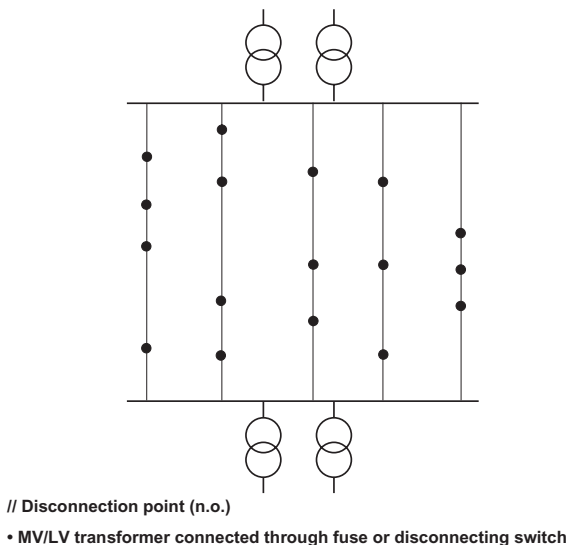 // Disconnection point (n.o.)
• MV/LV transformer connected through fuse or disconnecting switch